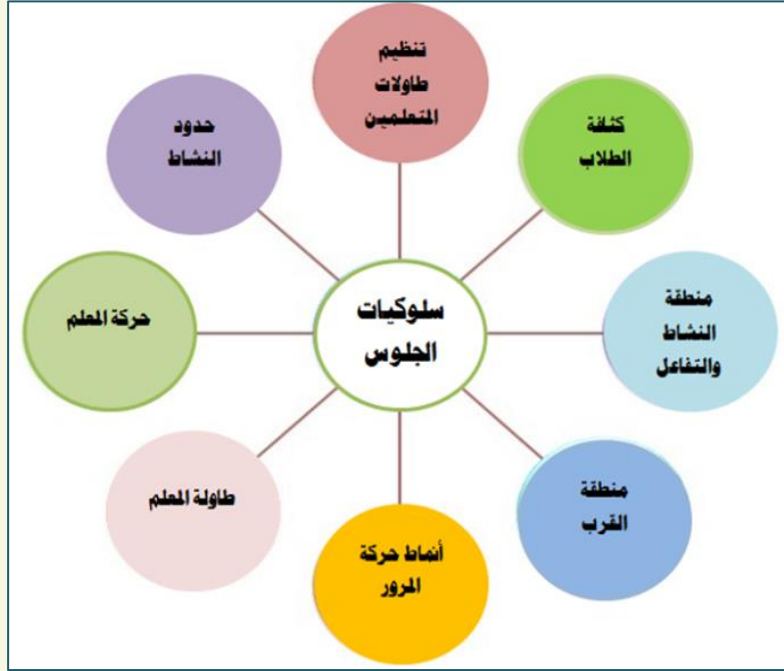 تنظيم
طاولات
المتعلمين
كثافة
الطلاب
منطقة
النشاط
والتفاعل
منطقة
القرب
أنماط حركة
المرور
طاولة المعلم
حركة المعلم
حدود
النشاط
سلوكيات
الجلوس